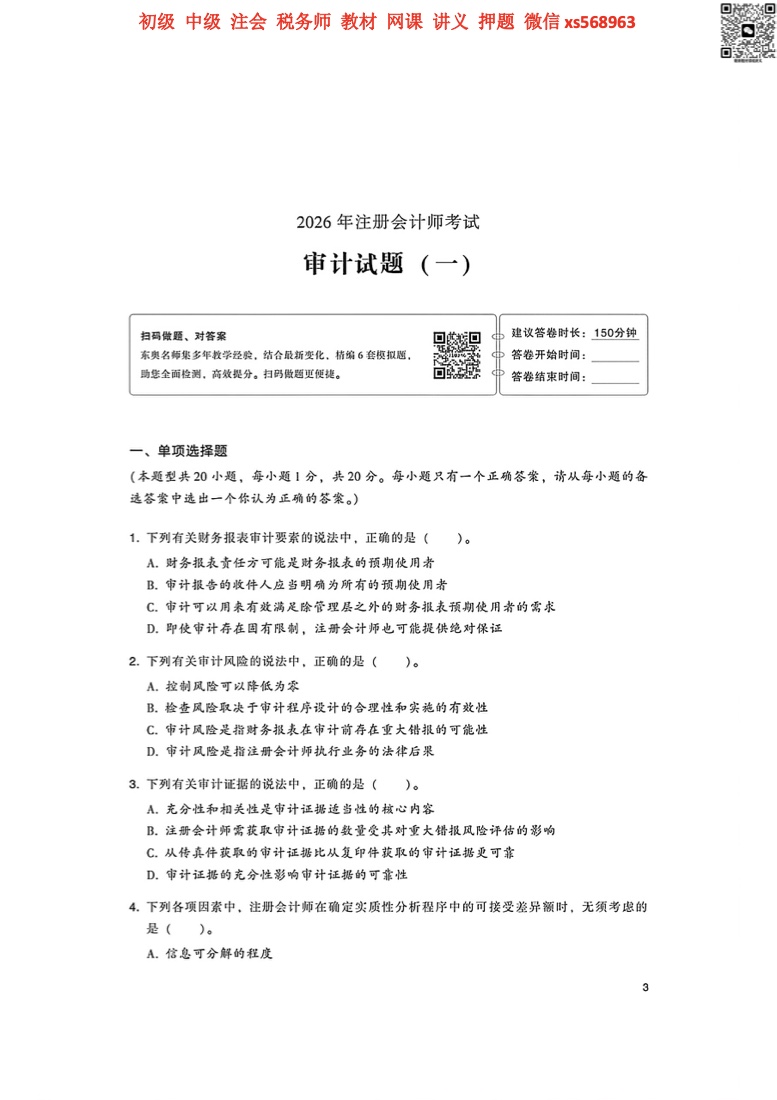 初级 中级 注会 税务师 教材 网课 讲义 押题 微信 xs568963
2026 年注册会计师考试
审计试题（一）
扫码做题、对答案
东奥名师集多年教学经验，结合最新变化，精编 6 套模拟题，
助您全面检测，高效提分。扫码做题更便捷。
建议答卷时长：150分钟
答卷开始时间：
答卷结束时间：
一、单项选择题
（本题型共 20 小题，每小题 1 分，共 20 分。每小题只有一个正确答案，请从每小题的备
选答案中选出一个你认为正确的答案。）
1. 下列有关财务报表审计要素的说法中，正确的是（　　）。
A. 财务报表责任方可能是财务报表的预期使用者
B. 审计报告的收件人应当明确为所有的预期使用者
C. 审计可以用来有效满足除管理层之外的财务报表预期使用者的需求
D. 即使审计存在固有限制，注册会计师也可能提供绝对保证
2. 下列有关审计风险的说法中，正确的是（　　）。
A. 控制风险可以降低为零
B. 检查风险取决于审计程序设计的合理性和实施的有效性
C. 审计风险是指财务报表在审计前存在重大错报的可能性
D. 审计风险是指注册会计师执行业务的法律后果
3. 下列有关审计证据的说法中，正确的是（　　）。
A. 充分性和相关性是审计证据适当性的核心内容
B. 注册会计师需获取审计证据的数量受其对重大错报风险评估的影响
C. 从传真件获取的审计证据比从复印件获取的审计证据更可靠
D. 审计证据的充分性影响审计证据的可靠性
4. 下列各项因素中，注册会计师在确定实质性分析程序中的可接受差异额时，无须考虑的
是（　　）。
A. 信息可分解的程度
3